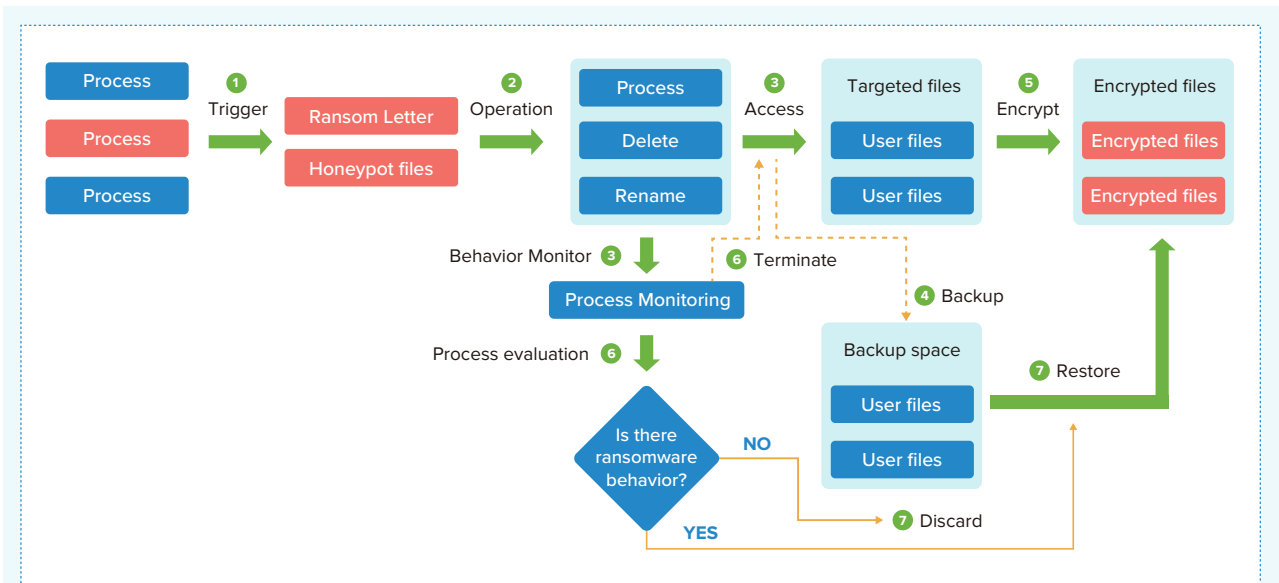 Process
Process
Process
1
Trigger
Ransom Letter
Honeypot files
2
Operation
Process
Delete
Rename
3
Access
Targeted files
User files
User files
5
Encrypt
Encrypted files
Encrypted files
Encrypted files
Behavior Monitor 3
6 Terminate
Process Monitoring
4 Backup
Process evaluation 6
Backup space
User files
User files
7 Restore
Is there
ransomware
behavior?
NO
7 Discard
YES